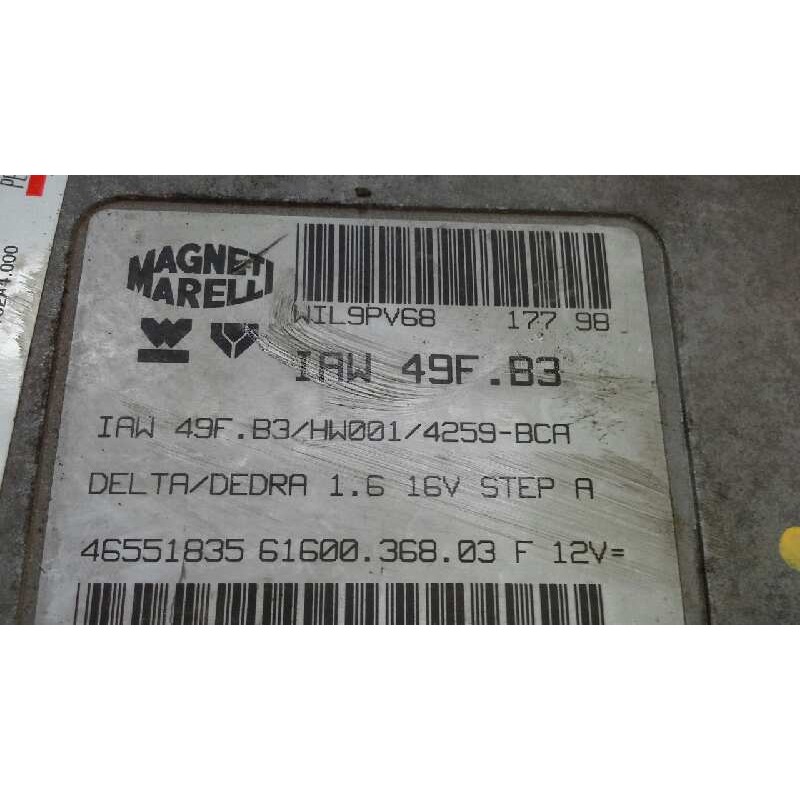 MAGNETI
MARELLI
WIL9PV68 177 98
IAW 49F.B3
IAW 49F.B3/HW001/4259-BCA
DELTA/DEDRA 1.6 16V STEP A
46551835 61600.368.03 F 12V=